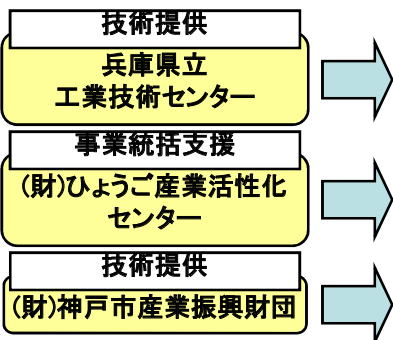 技術提供
兵庫県立
工業技術センター
事業統括支援
(財)ひょうご産業活性化
センター
技術提供
(財)神戸市産業振興財団